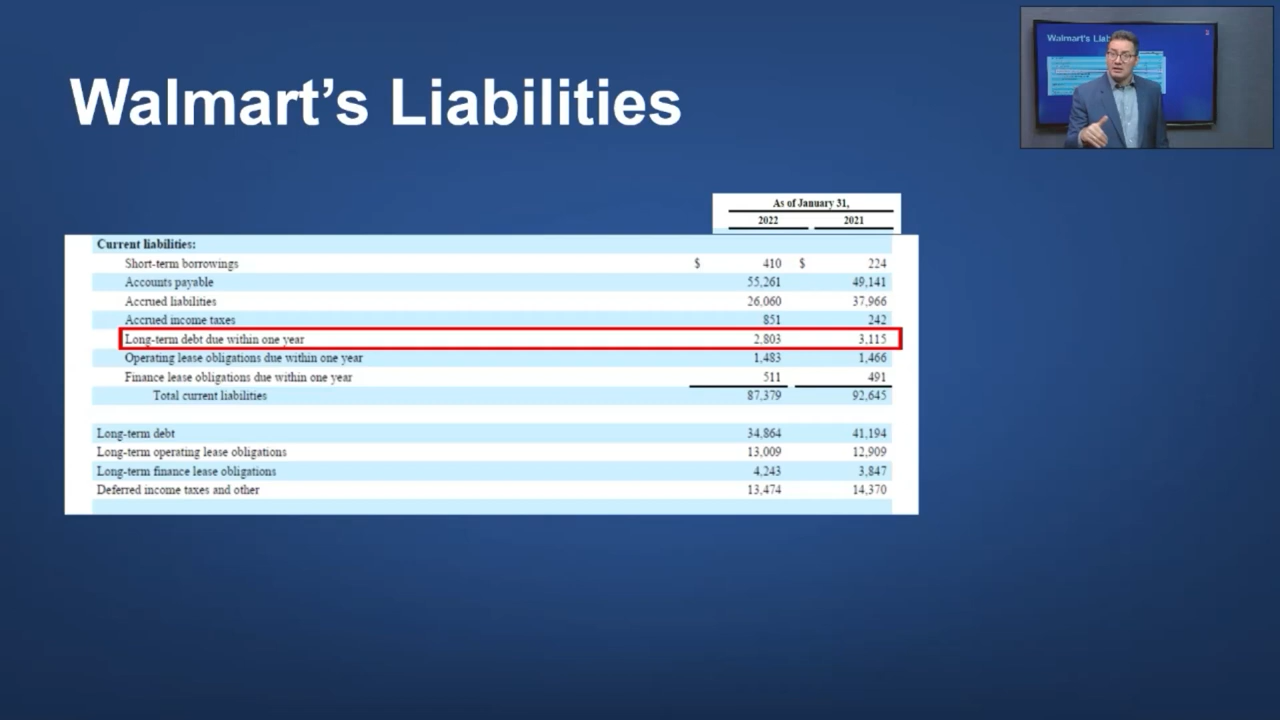 Walmart's Liabilities
Walmart's Liab
As of January 31,
2022 2021
Current liabilities:
Short-term borrowings $ 410 $ 224
Accounts payable 55,261 49,141
Accrued liabilities 26,060 37,966
Accrued income taxes 851 242
Long-term debt due within one year 2,803 3,115
Operating lease obligations due within one year 1,483 1,466
Finance lease obligations due within one year 511 491
Total current liabilities 87,379 92,645
Long-term debt 34,864 41,194
Long-term operating lease obligations 13,009 12,909
Long-term finance lease obligations 4,243 3,847
Deferred income taxes and other 13,474 14,370